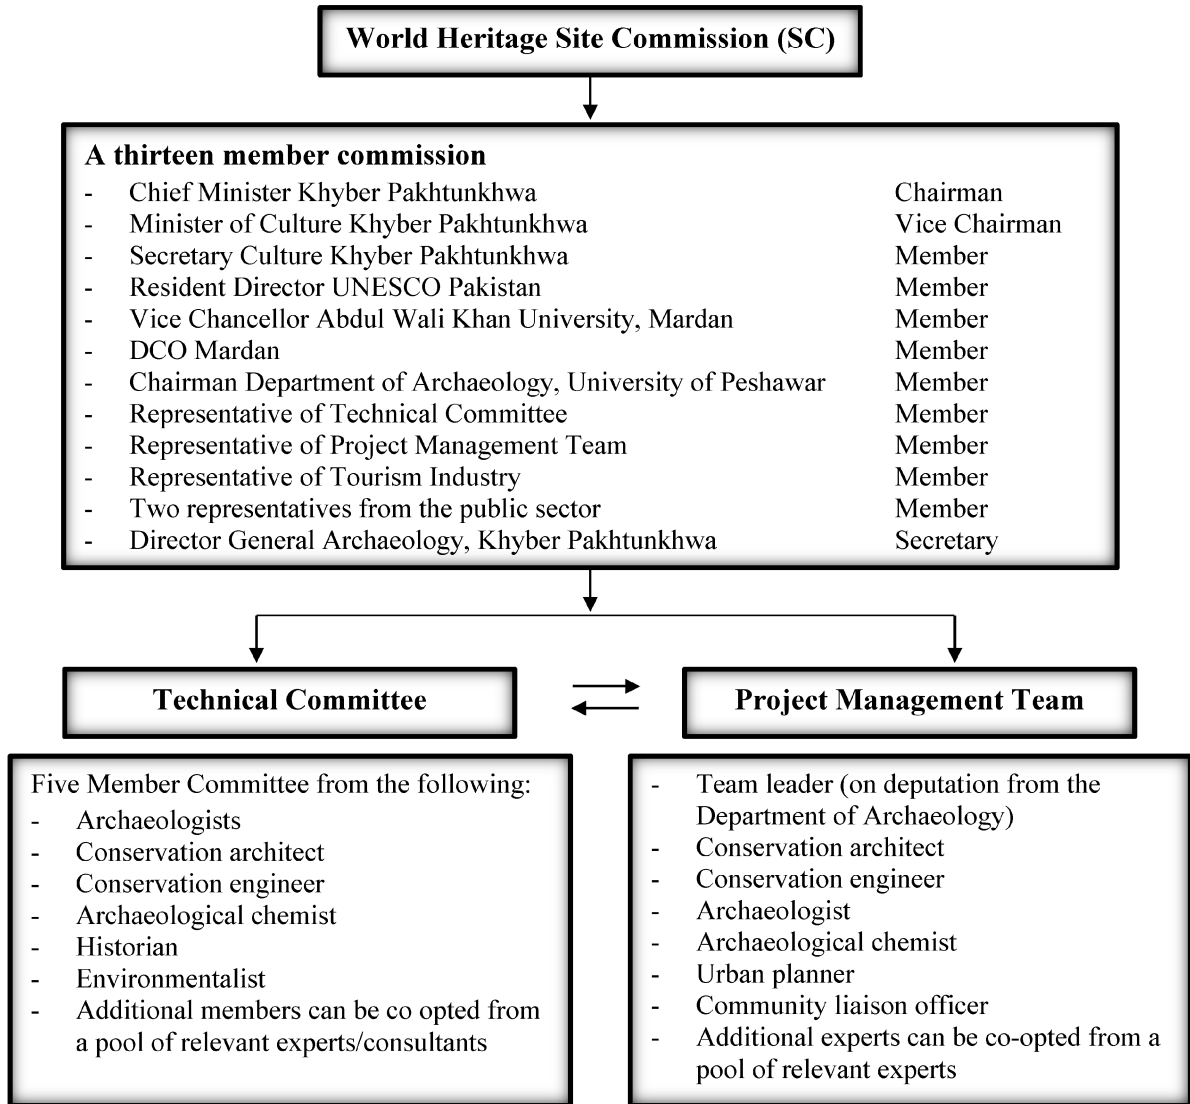 World Heritage Site Commission (SC)
A thirteen member commission
- Chief Minister Khyber Pakhtunkhwa Chairman
- Minister of Culture Khyber Pakhtunkhwa Vice Chairman
- Secretary Culture Khyber Pakhtunkhwa Member
- Resident Director UNESCO Pakistan Member
- Vice Chancellor Abdul Wali Khan University, Mardan Member
- DCO Mardan Member
- Chairman Department of Archaeology, University of Peshawar Member
- Representative of Technical Committee Member
- Representative of Project Management Team Member
- Representative of Tourism Industry Member
- Two representatives from the public sector Member
- Director General Archaeology, Khyber Pakhtunkhwa Secretary
Technical Committee
Five Member Committee from the following:
- Archaeologists
- Conservation architect
- Conservation engineer
- Archaeological chemist
- Historian
- Environmentalist
- Additional members can be co opted from
a pool of relevant experts/consultants
Project Management Team
- Team leader (on deputation from the
Department of Archaeology)
- Conservation architect
- Conservation engineer
- Archaeologist
- Archaeological chemist
- Urban planner
- Community liaison officer
- Additional experts can be co-opted from a
pool of relevant experts